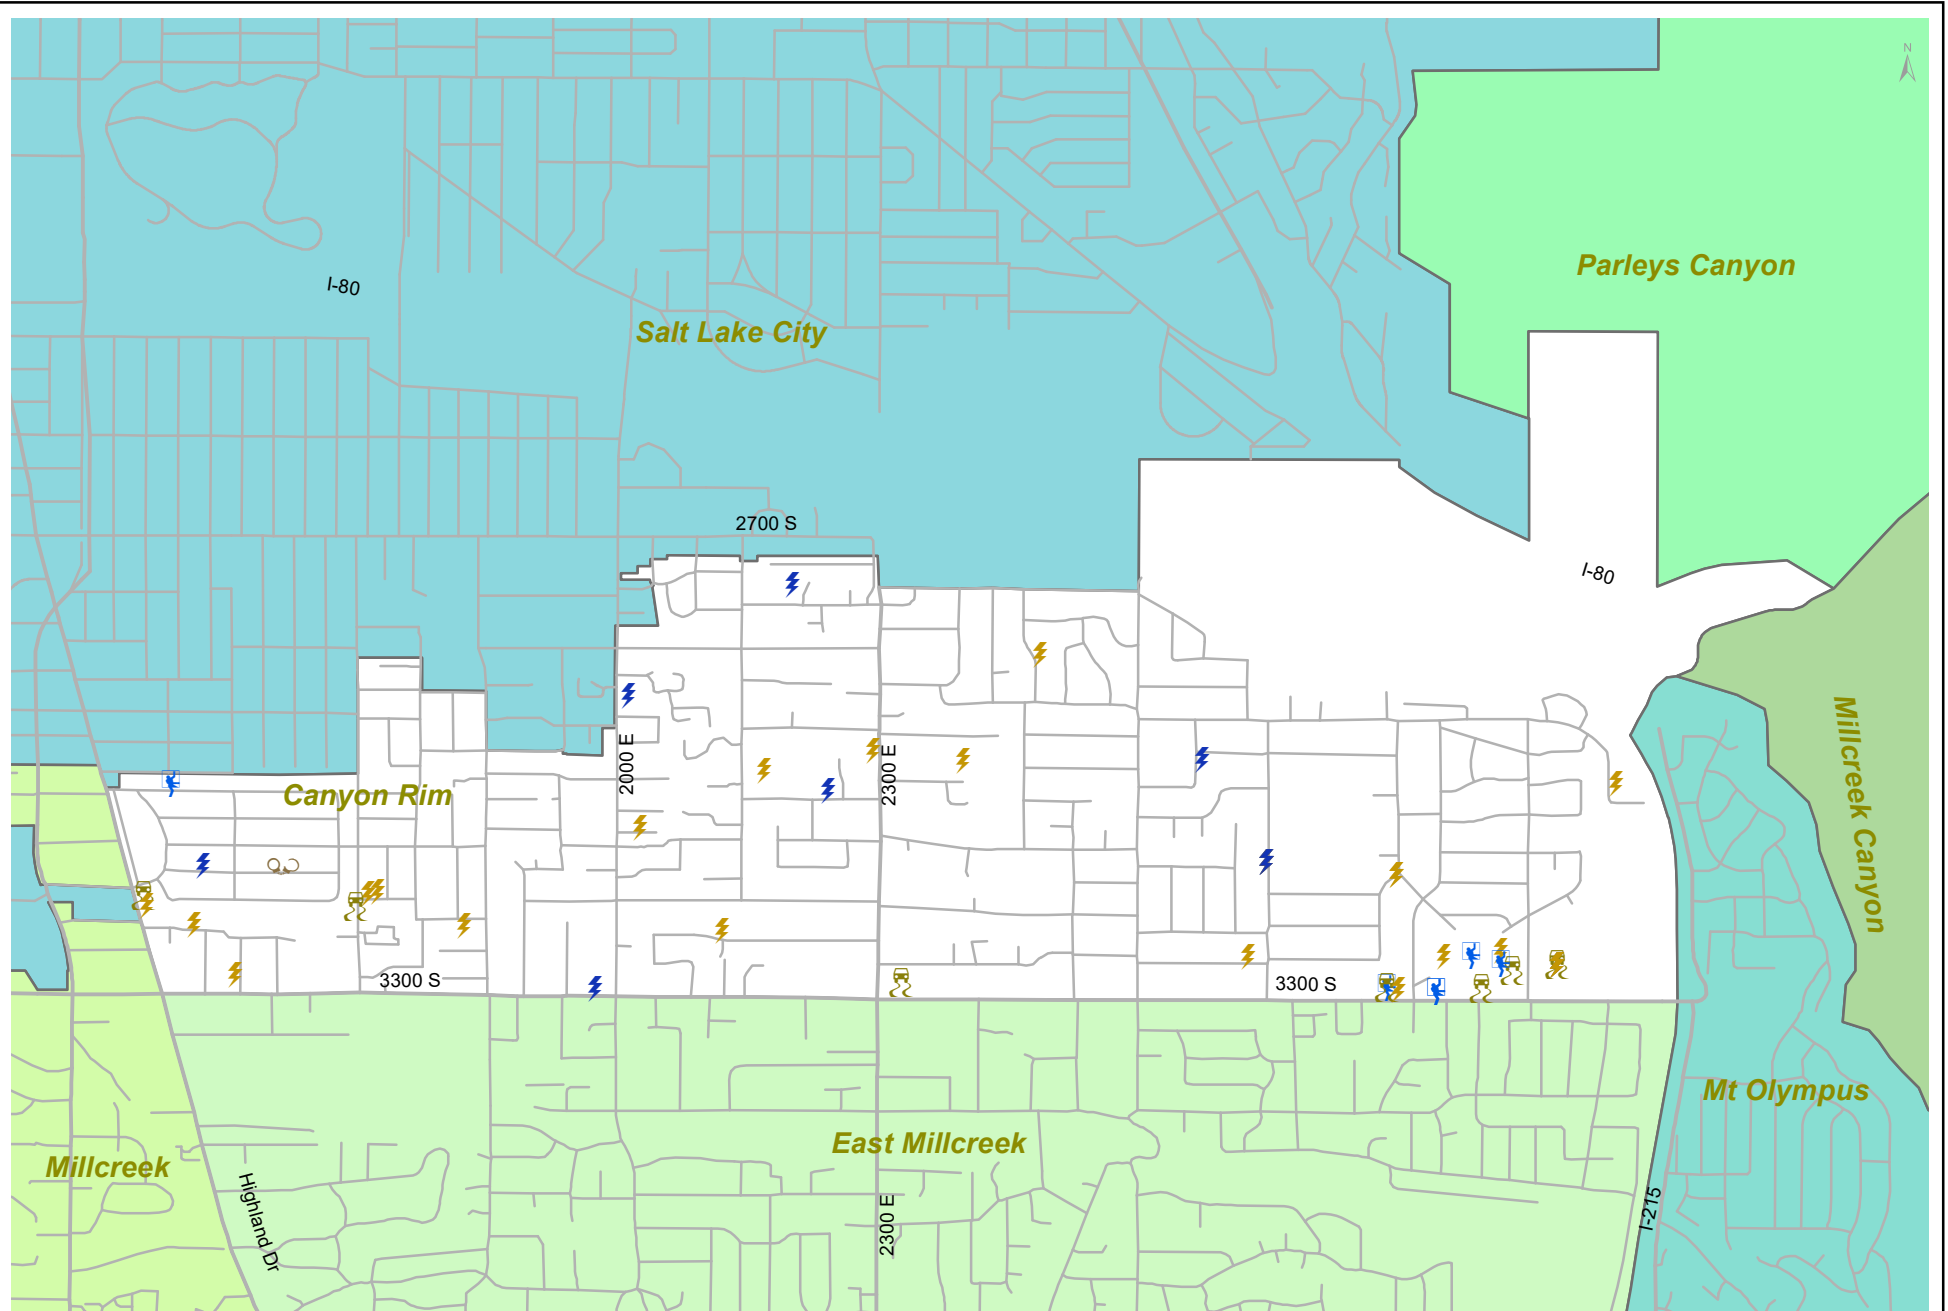 N
Parleys Canyon
I-80
Salt Lake City
2700 S
I-80
Millcreek Canyon
2000 E
2300 E
Canyon Rim
3300 S
3300 S
Mt Olympus
East Millcreek
Millcreek
Highland Dr
2300 E
I-215